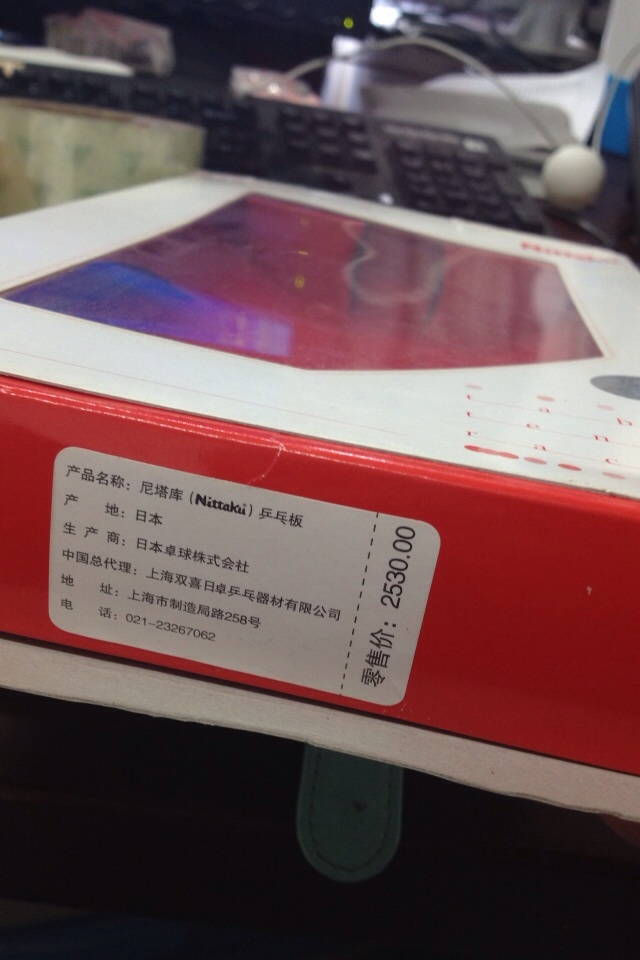 Nittaku
产品名称：尼塔库（Nittaku）乒乓板
产　　地：日本
生 产 商：日本卓球株式会社
中国总代理：上海双喜日卓乒乓器材有限公司
地　　址：上海市制造局路258号
电　　话：021-23267062
零售价：2530.00